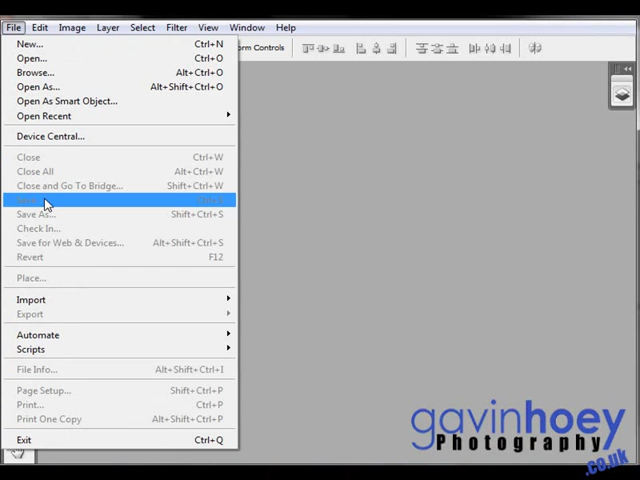 File Edit Image Layer Select Filter View Window Help
New... Ctrl+N
Open... Ctrl+O
form Controls
Browse... Alt+Ctrl+O
Open As... Alt+Shift+Ctrl+O
Open As Smart Object...
Open Recent
Device Central...
Close Ctrl+W
Close All Alt+Ctrl+W
Close and Go To Bridge... Shift+Ctrl+W
Save As... Shift+Ctrl+S
Check In...
Save for Web & Devices... Alt+Shift+Ctrl+S
Revert F12
Place...
Import
Export
Automate
Scripts
File Info... Alt+Shift+Ctrl+I
Page Setup... Shift+Ctrl+P
Print... Ctrl+P
Print One Copy Alt+Shift+Ctrl+P
Exit Ctrl+Q
gavinhoey
Photography
.co.uk